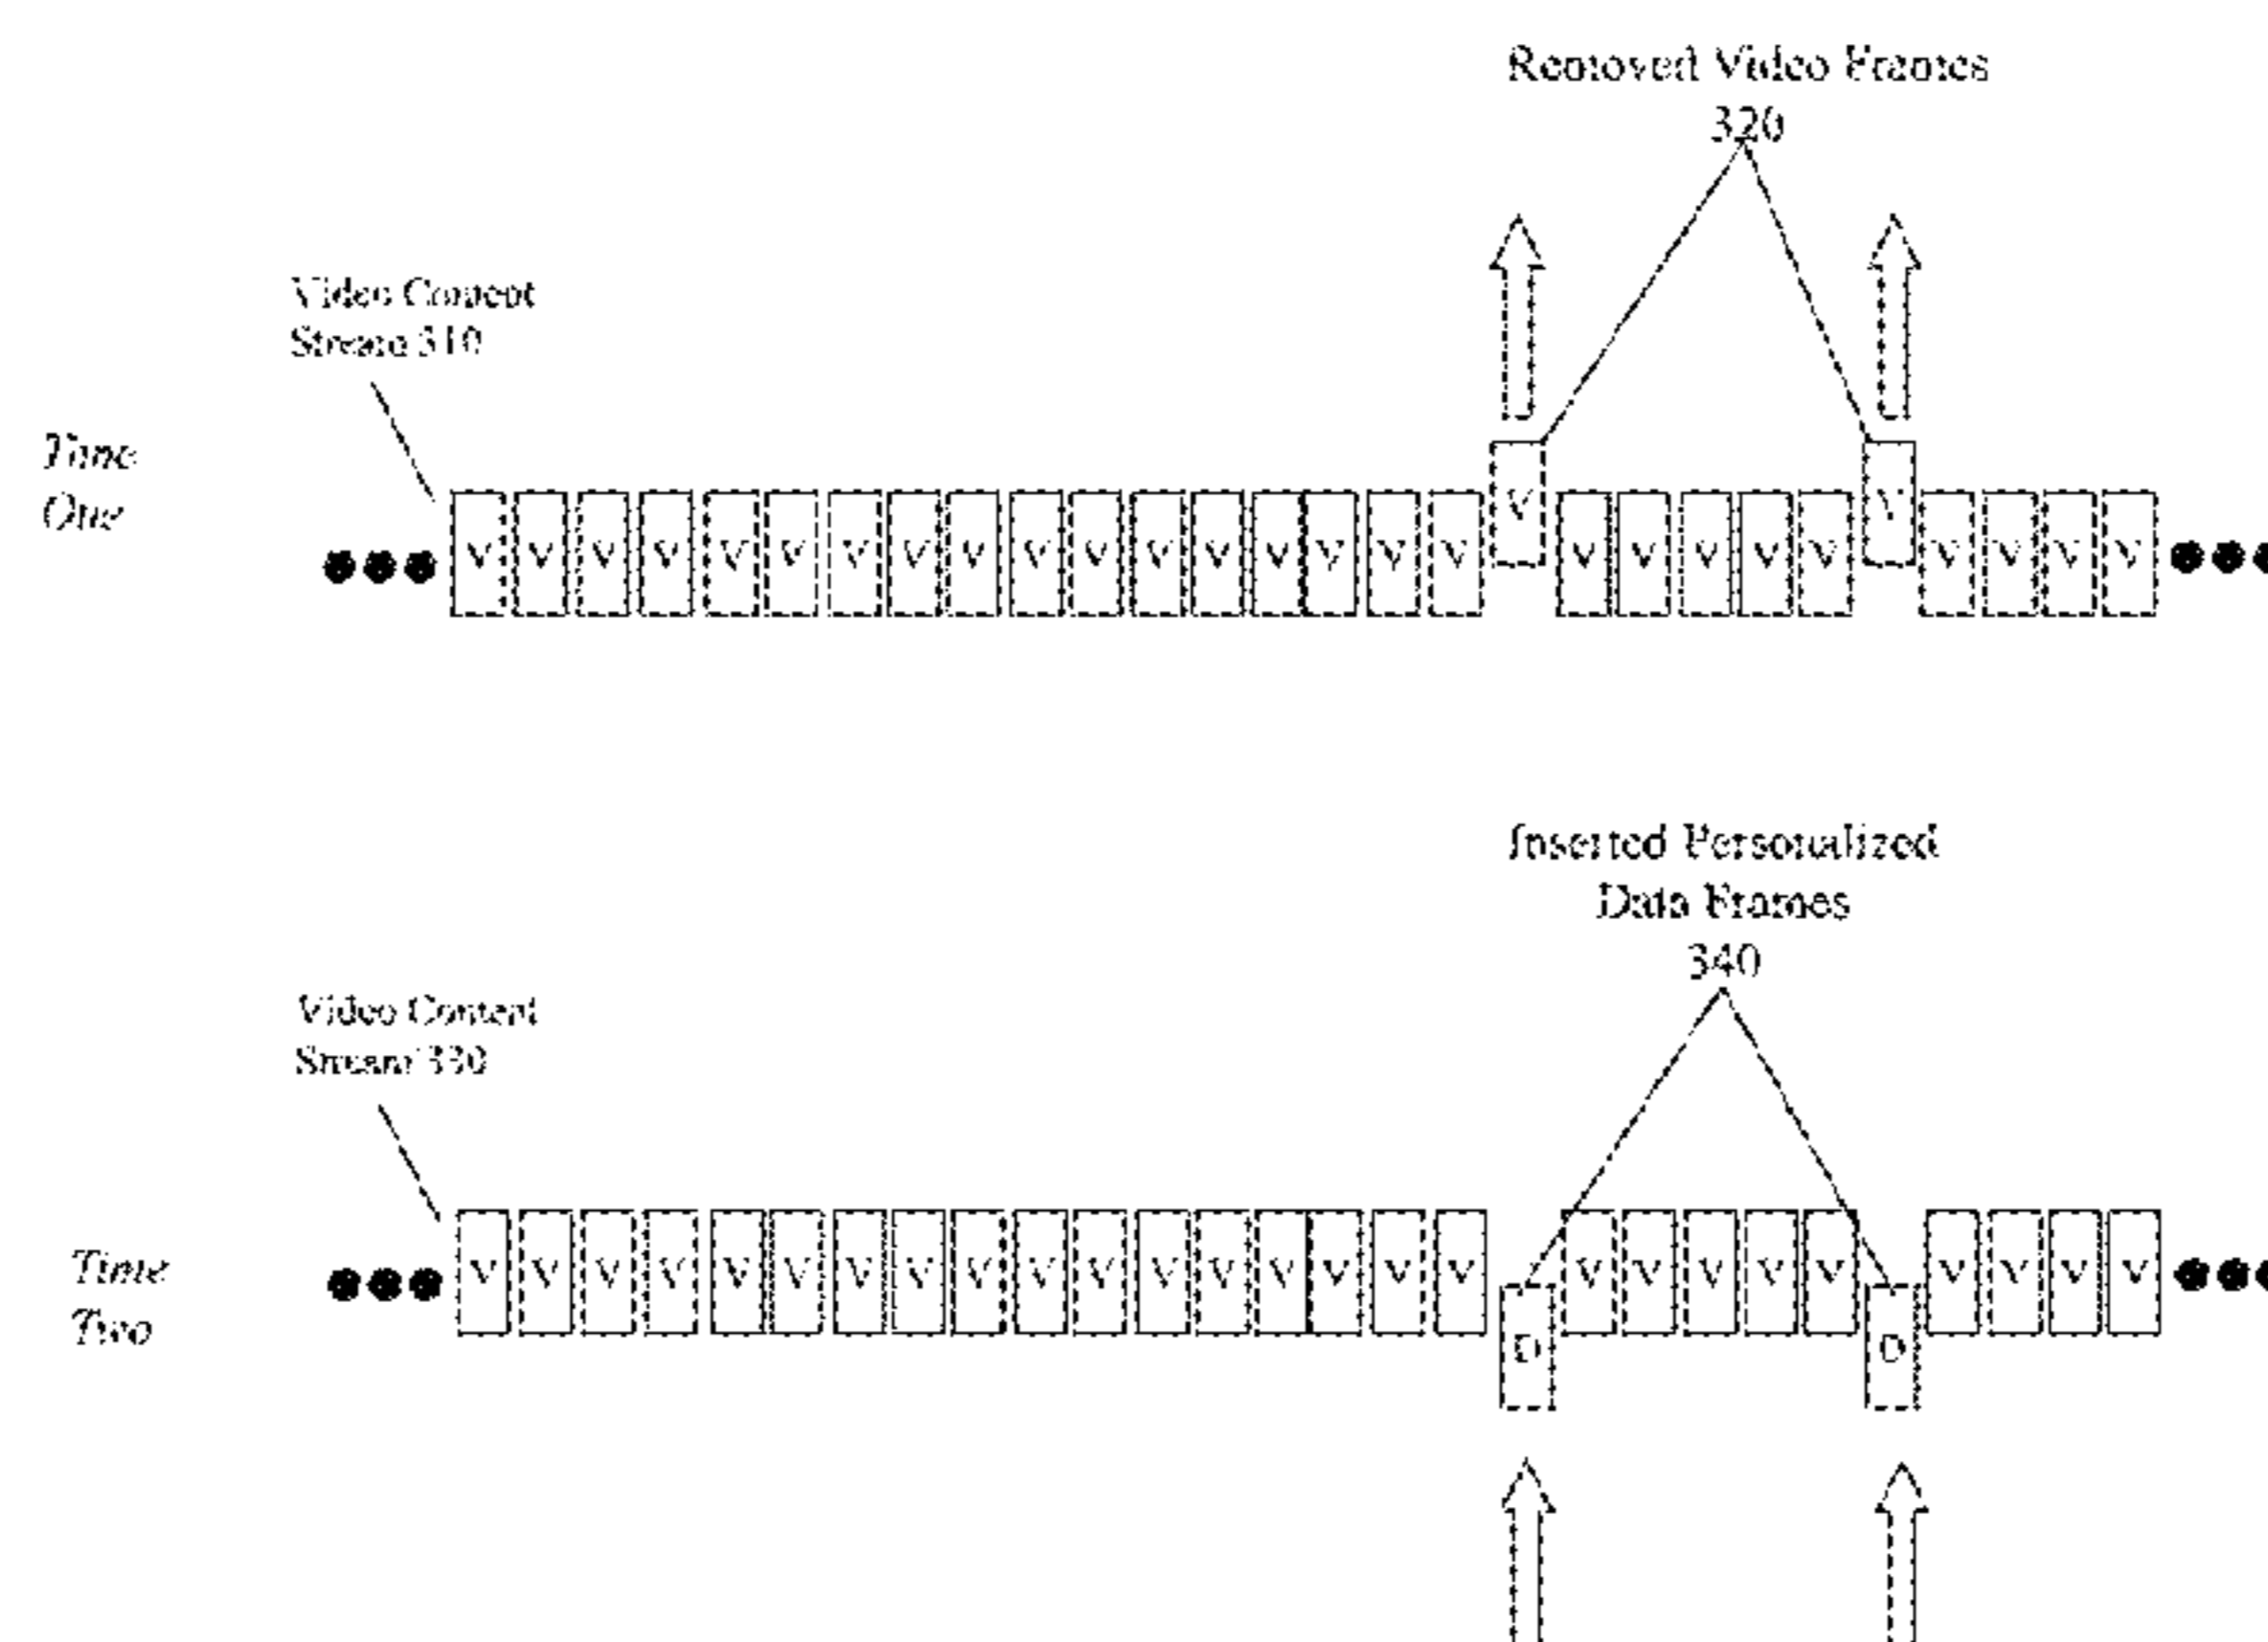 Removed Video Frames
320
Video Content
Stream 310
Time
One
V V V V V V V V V V V V V V V V V V V V V V V V V V V V
Inserted Personalized
Data Frames
340
Video Content
Stream 330
Time
Two
V V V V V V V V V V V V V V V V V D V V V V V D V V V V